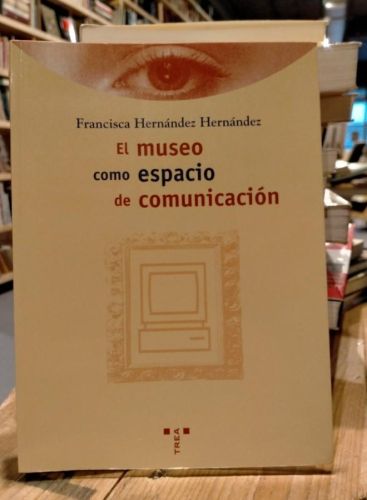 Francisca Hernández Hernández
El museo
como espacio
de comunicación
TREA